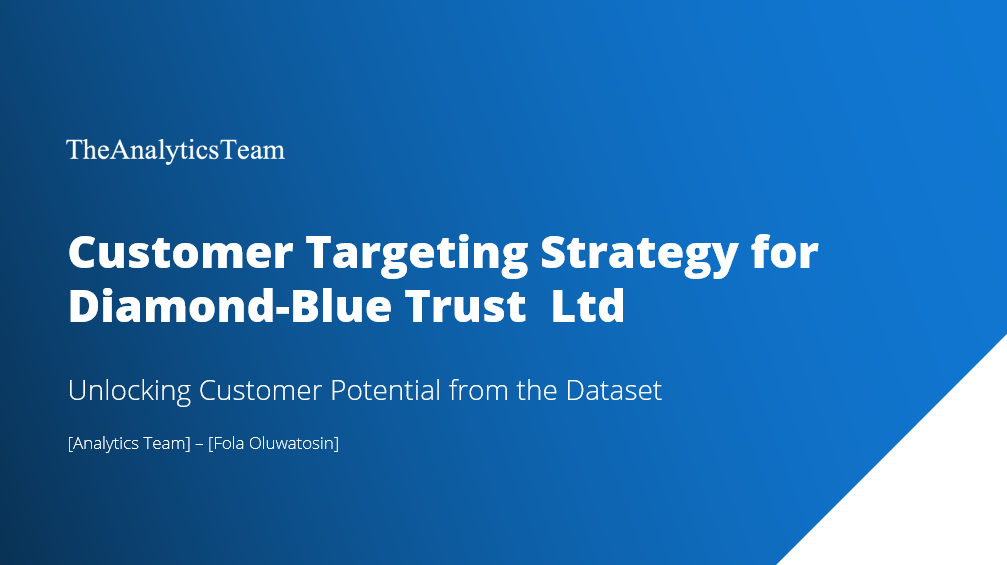 TheAnalyticsTeam
Customer Targeting Strategy for
Diamond-Blue Trust  Ltd
Unlocking Customer Potential from the Dataset
[Analytics Team] – [Fola Oluwatosin]